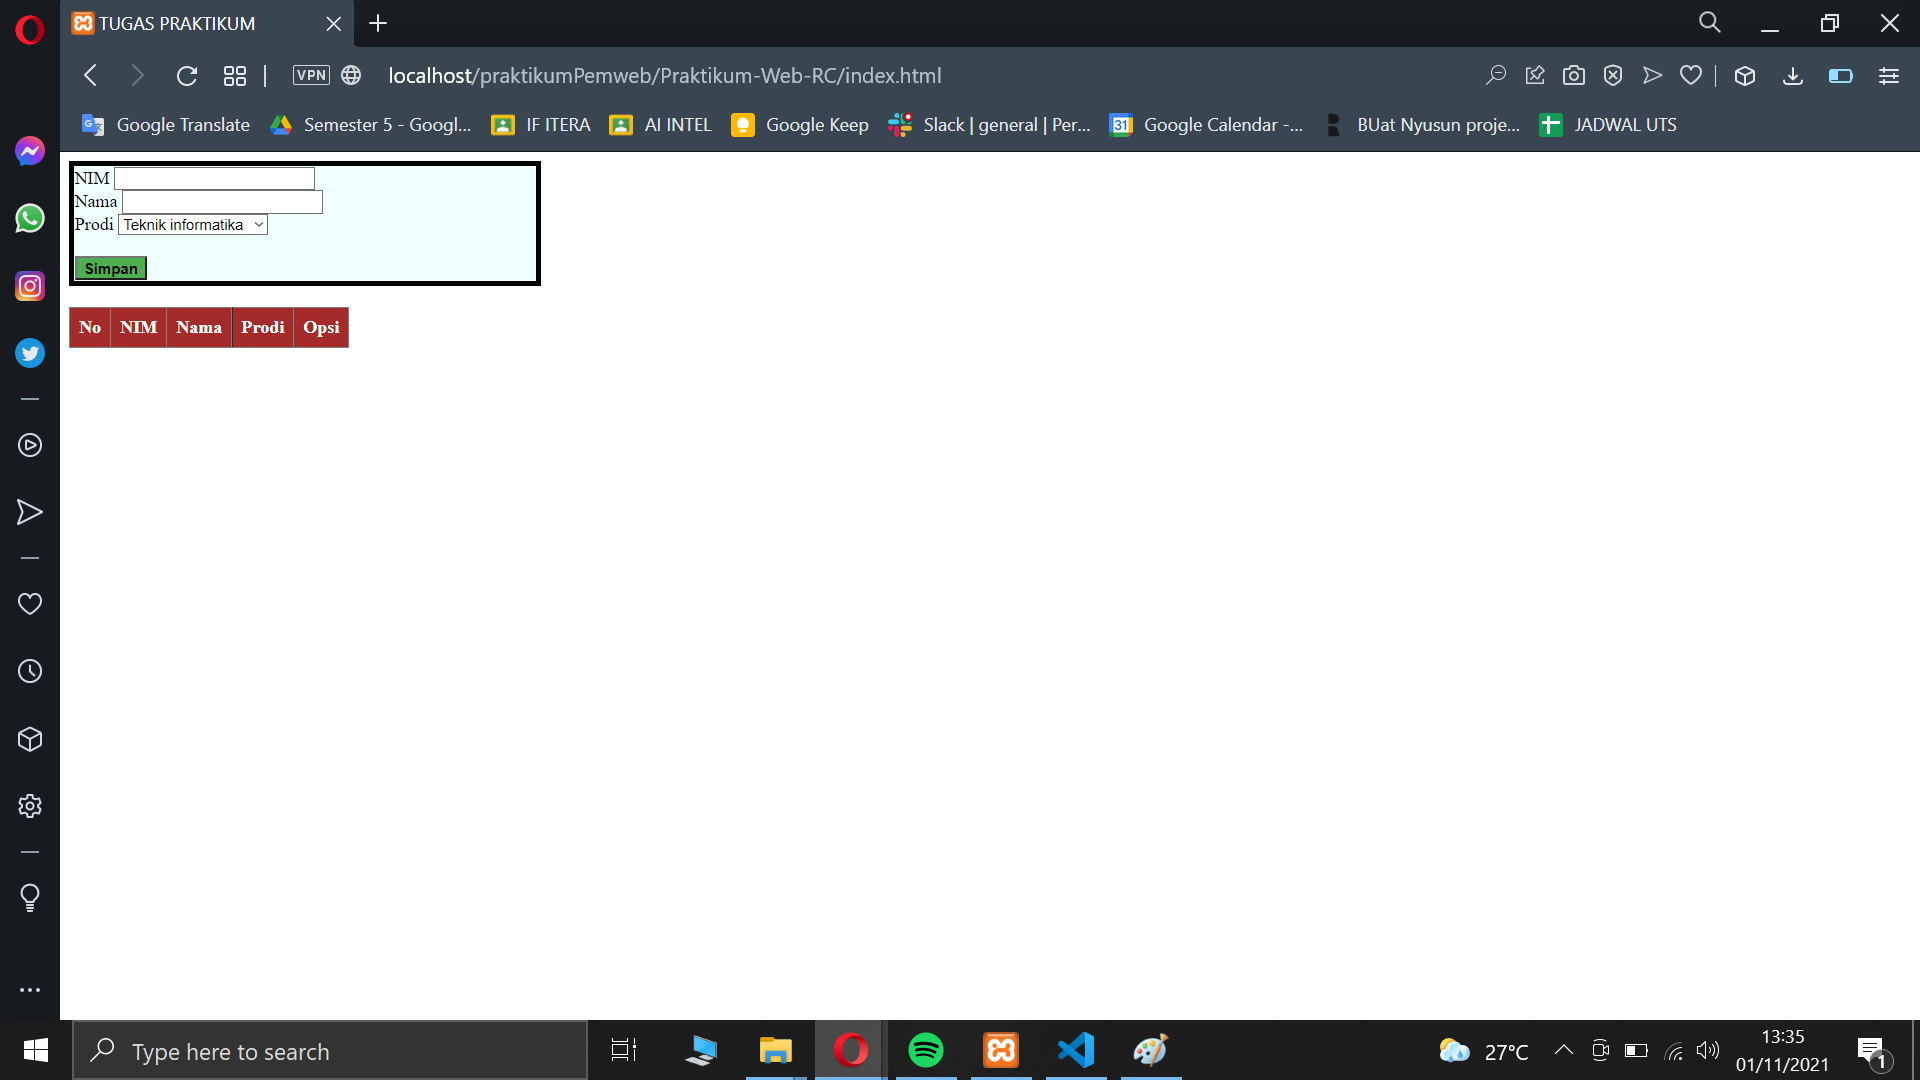 TUGAS PRAKTIKUM
VPN localhost/praktikumPemweb/Praktikum-Web-RC/index.html
Google Translate Semester 5 - Googl... IF ITERA AI INTEL Google Keep Slack | general | Per... 31 Google Calendar -... BUat Nyusun proje... JADWAL UTS
NIM
Nama
Prodi Teknik informatika
Simpan
No NIM Nama Prodi Opsi
Type here to search
27°C
13:35
01/11/2021
1